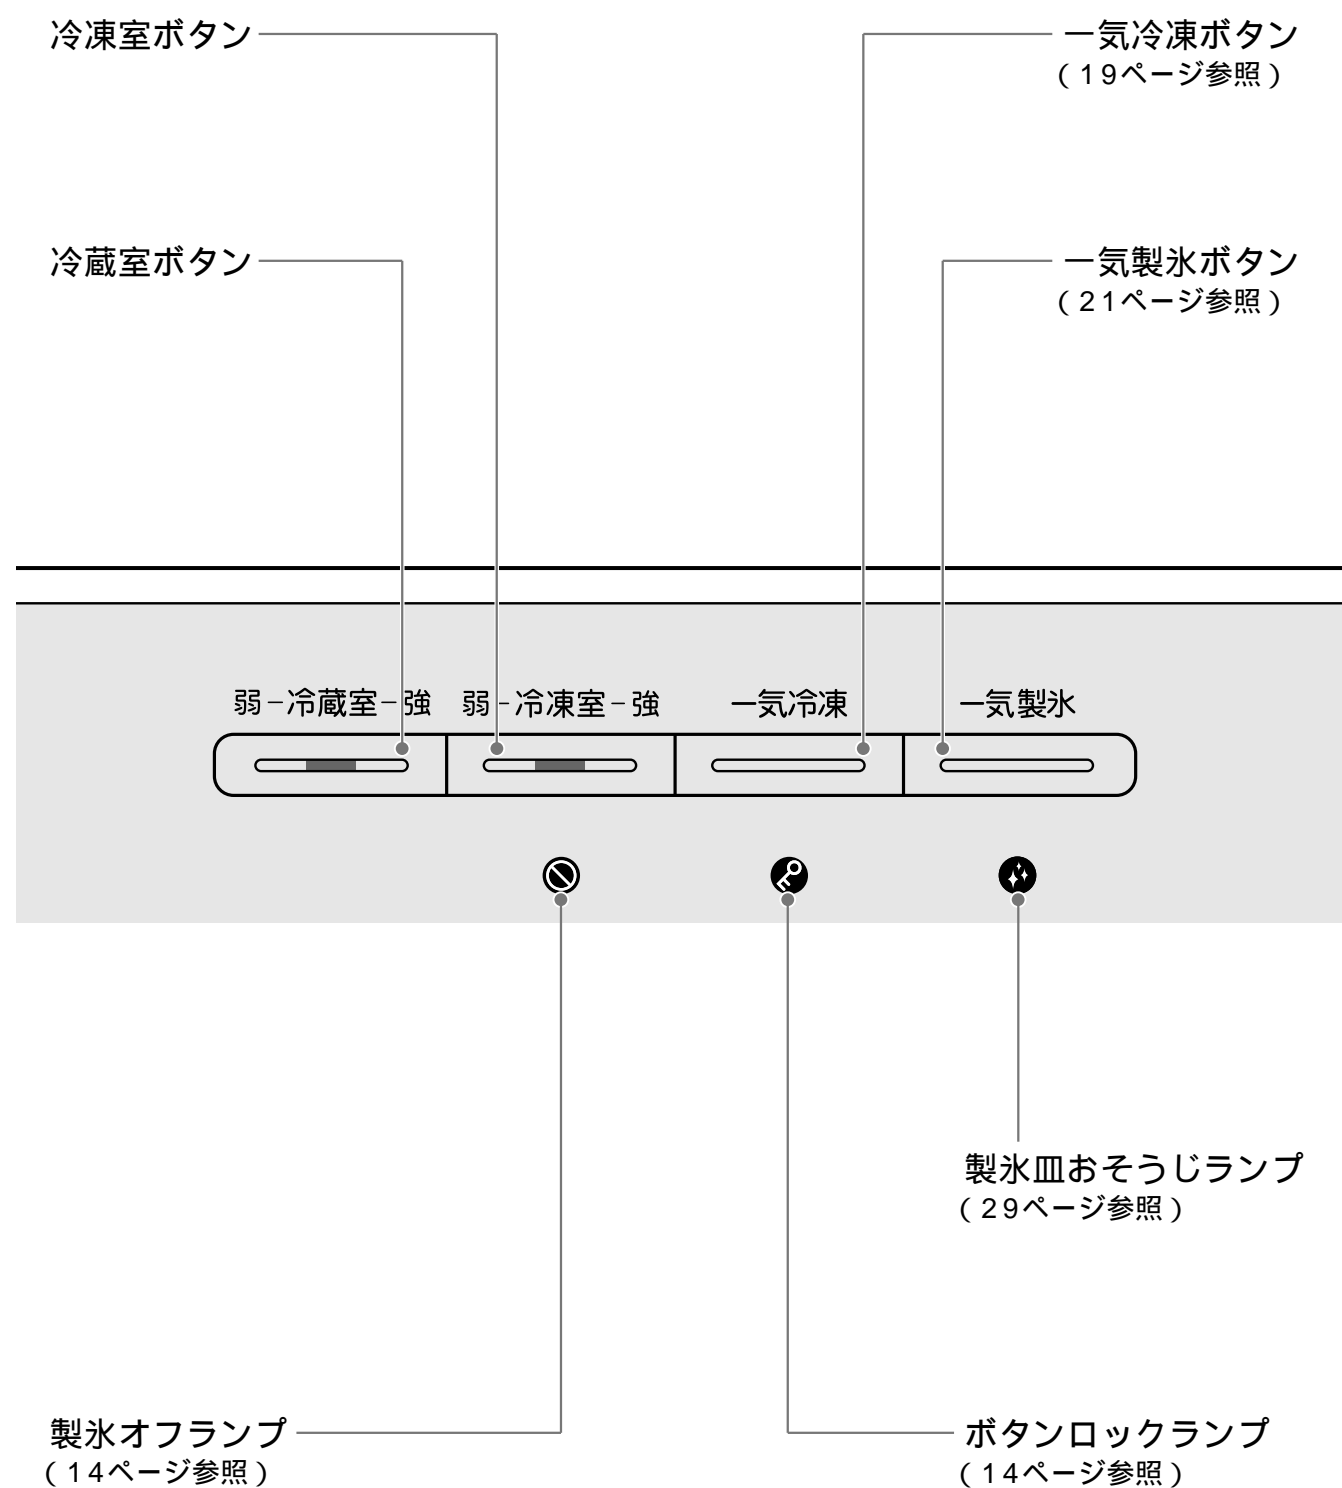 冷凍室ボタン
一気冷凍ボタン
(19ページ参照)
冷蔵室ボタン
一気製氷ボタン
(21ページ参照)
弱-冷蔵室-強 弱-冷凍室-強 一気冷凍 一気製氷
製氷皿おそうじランプ
(29ページ参照)
製氷オフランプ
(14ページ参照)
ボタンロックランプ
(14ページ参照)